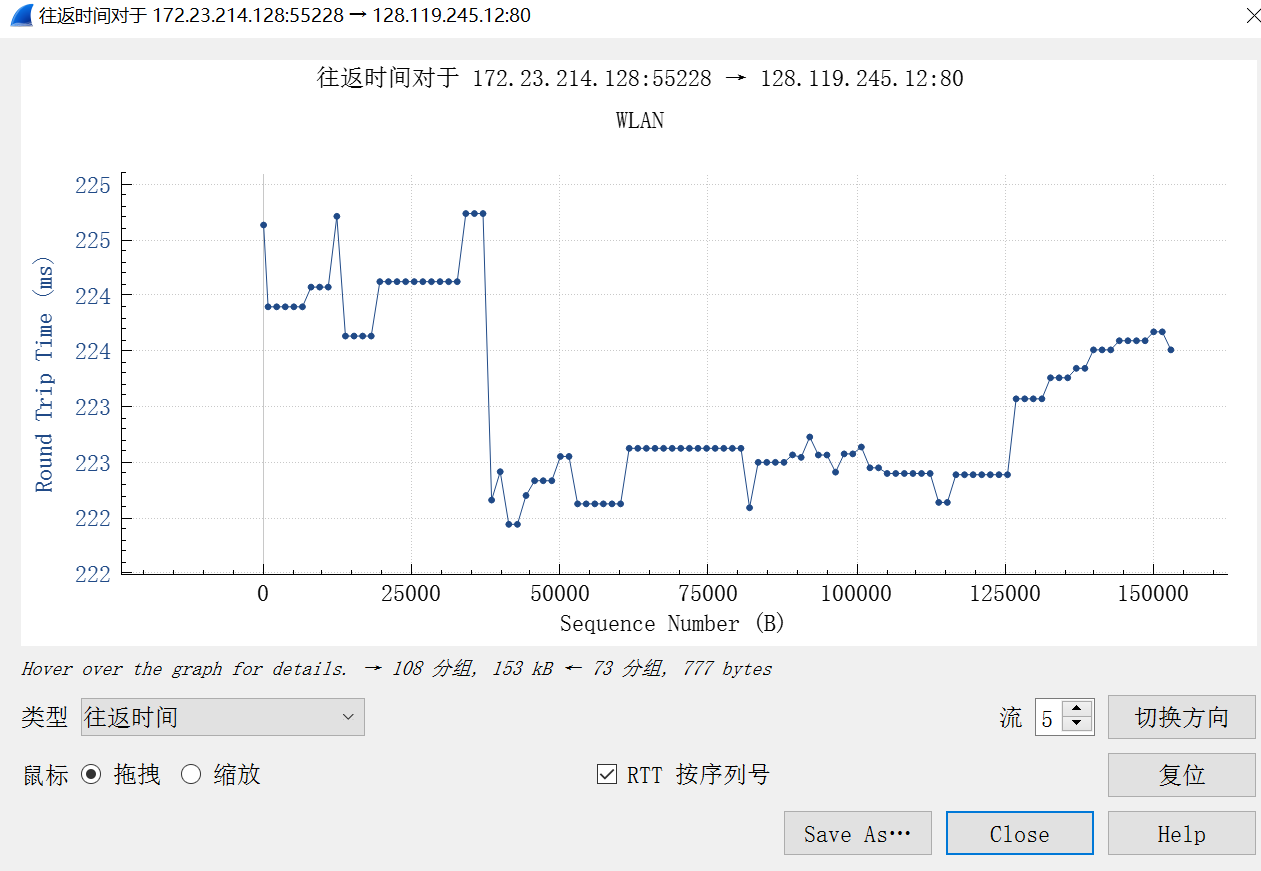 往返时间对于 172.23.214.128:55228 → 128.119.245.12:80
往返时间对于 172.23.214.128:55228 → 128.119.245.12:80
WLAN
225
225
224
224
223
223
222
222
Round Trip Time (ms)
0 25000 50000 75000 100000 125000 150000
Sequence Number (B)
Hover over the graph for details. → 108 分组, 153 kB ← 73 分组, 777 bytes
类型 往返时间 流 5 切换方向
鼠标 拖拽 缩放 RTT 按序列号 复位
Save As… Close Help